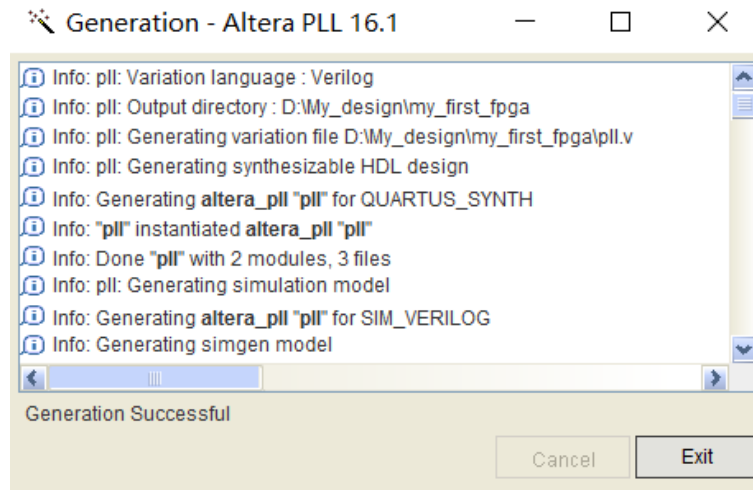 Generation - Altera PLL 16.1
Info: pll: Variation language : Verilog
Info: pll: Output directory : D:\My_design\my_first_fpga
Info: pll: Generating variation file D:\My_design\my_first_fpga\pll.v
Info: pll: Generating synthesizable HDL design
Info: Generating altera_pll "pll" for QUARTUS_SYNTH
Info: "pll" instantiated altera_pll "pll"
Info: Done "pll" with 2 modules, 3 files
Info: pll: Generating simulation model
Info: Generating altera_pll "pll" for SIM_VERILOG
Info: Generating simgen model
Generation Successful
Cancel Exit